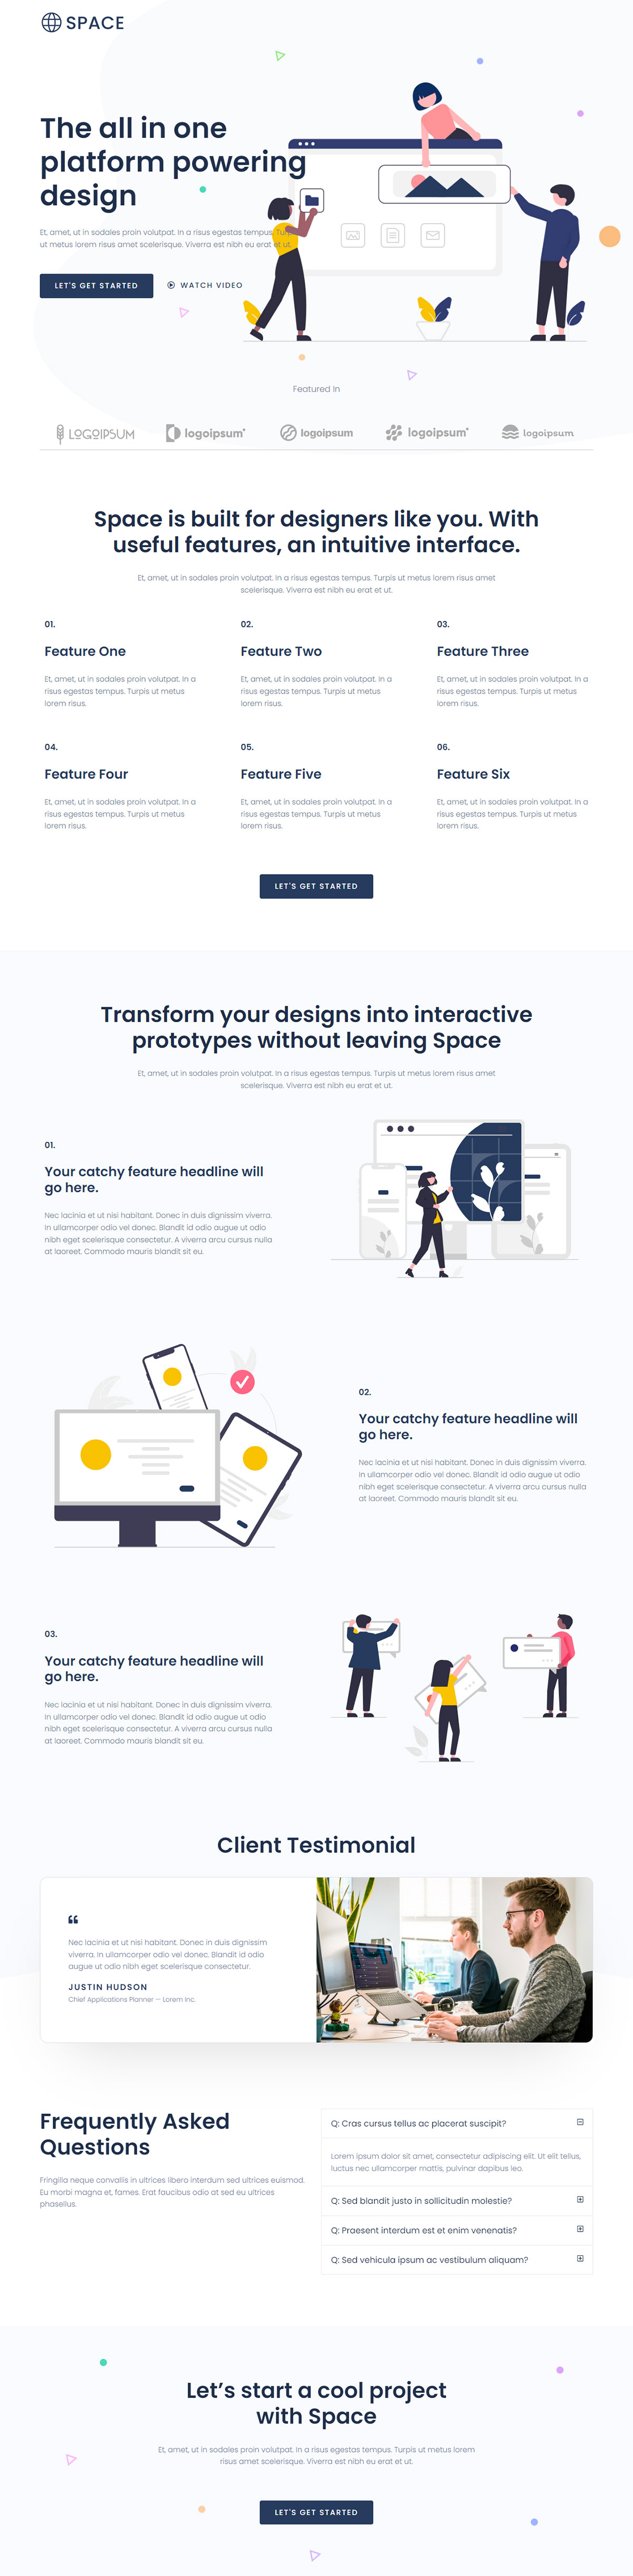 SPACE
The all in one
platform powering
design
Et, amet, ut in sodales proin volutpat. In a risus egestas tempus. Turpis
ut metus lorem risus amet scelerisque. Viverra est nibh eu erat et ut.
LET'S GET STARTED
WATCH VIDEO
Featured In
LOGOIPSUM
logoipsum
logoipsum
logoipsum
logoipsum
Space is built for designers like you. With
useful features, an intuitive interface.
Et, amet, ut in sodales proin volutpat. In a risus egestas tempus. Turpis ut metus lorem risus amet
scelerisque. Viverra est nibh eu erat et ut.
01.
Feature One
Et, amet, ut in sodales proin volutpat. In a
risus egestas tempus. Turpis ut metus
lorem risus.
02.
Feature Two
Et, amet, ut in sodales proin volutpat. In a
risus egestas tempus. Turpis ut metus
lorem risus.
03.
Feature Three
Et, amet, ut in sodales proin volutpat. In a
risus egestas tempus. Turpis ut metus
lorem risus.
04.
Feature Four
Et, amet, ut in sodales proin volutpat. In a
risus egestas tempus. Turpis ut metus
lorem risus.
05.
Feature Five
Et, amet, ut in sodales proin volutpat. In a
risus egestas tempus. Turpis ut metus
lorem risus.
06.
Feature Six
Et, amet, ut in sodales proin volutpat. In a
risus egestas tempus. Turpis ut metus
lorem risus.
LET'S GET STARTED
Transform your designs into interactive
prototypes without leaving Space
Et, amet, ut in sodales proin volutpat. In a risus egestas tempus. Turpis ut metus lorem risus amet
scelerisque. Viverra est nibh eu erat et ut.
01.
Your catchy feature headline will
go here.
Nec lacinia et ut nisi habitant. Donec in duis dignissim viverra.
In ullamcorper odio vel donec. Blandit id odio augue ut odio
nibh eget scelerisque consectetur. A viverra arcu cursus nulla
at laoreet. Commodo mauris blandit sit eu.
02.
Your catchy feature headline will
go here.
Nec lacinia et ut nisi habitant. Donec in duis dignissim viverra.
In ullamcorper odio vel donec. Blandit id odio augue ut odio
nibh eget scelerisque consectetur. A viverra arcu cursus nulla
at laoreet. Commodo mauris blandit sit eu.
03.
Your catchy feature headline will
go here.
Nec lacinia et ut nisi habitant. Donec in duis dignissim viverra.
In ullamcorper odio vel donec. Blandit id odio augue ut odio
nibh eget scelerisque consectetur. A viverra arcu cursus nulla
at laoreet. Commodo mauris blandit sit eu.
Client Testimonial
Nec lacinia et ut nisi habitant. Donec in duis dignissim
viverra. In ullamcorper odio vel donec. Blandit id odio
augue ut odio nibh eget scelerisque consectetur.
JUSTIN HUDSON
Chief Applications Planner — Lorem Inc.
Frequently Asked
Questions
Fringilla neque convallis in ultrices libero interdum sed ultrices euismod.
Eu morbi magna et, fames. Erat faucibus odio at sed eu ultrices
phasellus.
Q: Cras cursus tellus ac placerat suscipit?
Lorem ipsum dolor sit amet, consectetur adipiscing elit. Ut elit tellus,
luctus nec ullamcorper mattis, pulvinar dapibus leo.
Q: Sed blandit justo in sollicitudin molestie?
Q: Praesent interdum est et enim venenatis?
Q: Sed vehicula ipsum ac vestibulum aliquam?
Let's start a cool project
with Space
Et, amet, ut in sodales proin volutpat. In a risus egestas tempus. Turpis ut metus lorem
risus amet scelerisque. Viverra est nibh eu erat et ut.
LET'S GET STARTED